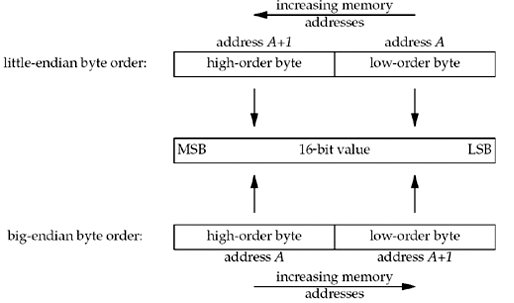 increasing memory
addresses
address A+1 address A
little-endian byte order: high-order byte low-order byte
MSB 16-bit value LSB
big-endian byte order: high-order byte low-order byte
address A address A+1
increasing memory
addresses